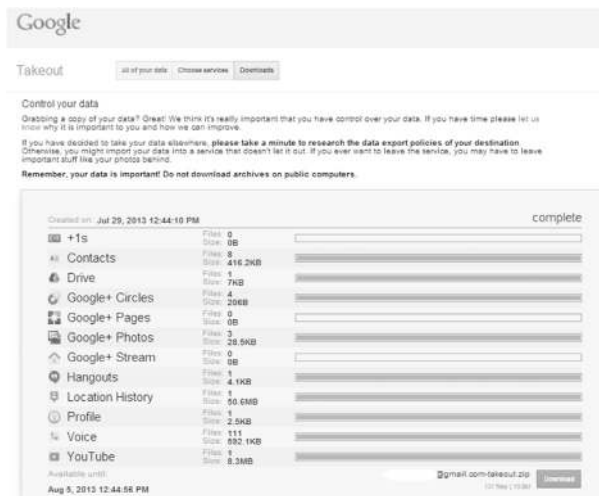 Google
Takeout
all of your data Choose services Downloads
Control your data
Grabbing a copy of your data? Great! We think it's really important that you have control over your data. If you have time please let us
know why it is important to you and how we can improve.
If you have decided to take your data elsewhere, please take a minute to research the data export policies of your destination.
Otherwise, you might import your data into a service that doesn't let it out. If you ever want to leave the service, you may have to leave
important stuff like your photos behind.
Remember, your data is important! Do not download archives on public computers.
Created on: Jul 29, 2013 12:44:10 PM complete
+1s Files: 0
Size: 0B
Contacts Files: 8
Size: 416.2KB
Drive Files: 1
Size: 7KB
Google+ Circles Files: 4
Size: 206B
Google+ Pages Files: 0
Size: 0B
Google+ Photos Files: 3
Size: 28.5KB
Google+ Stream Files: 0
Size: 0B
Hangouts Files: 1
Size: 4.1KB
Location History Files: 1
Size: 50.6MB
Profile Files: 1
Size: 2.5KB
Voice Files: 111
Size: 592.1KB
YouTube Files: 1
Size: 8.3MB
Available until:
@gmail.com-takeout.zip Download
Aug 5, 2013 12:44:56 PM